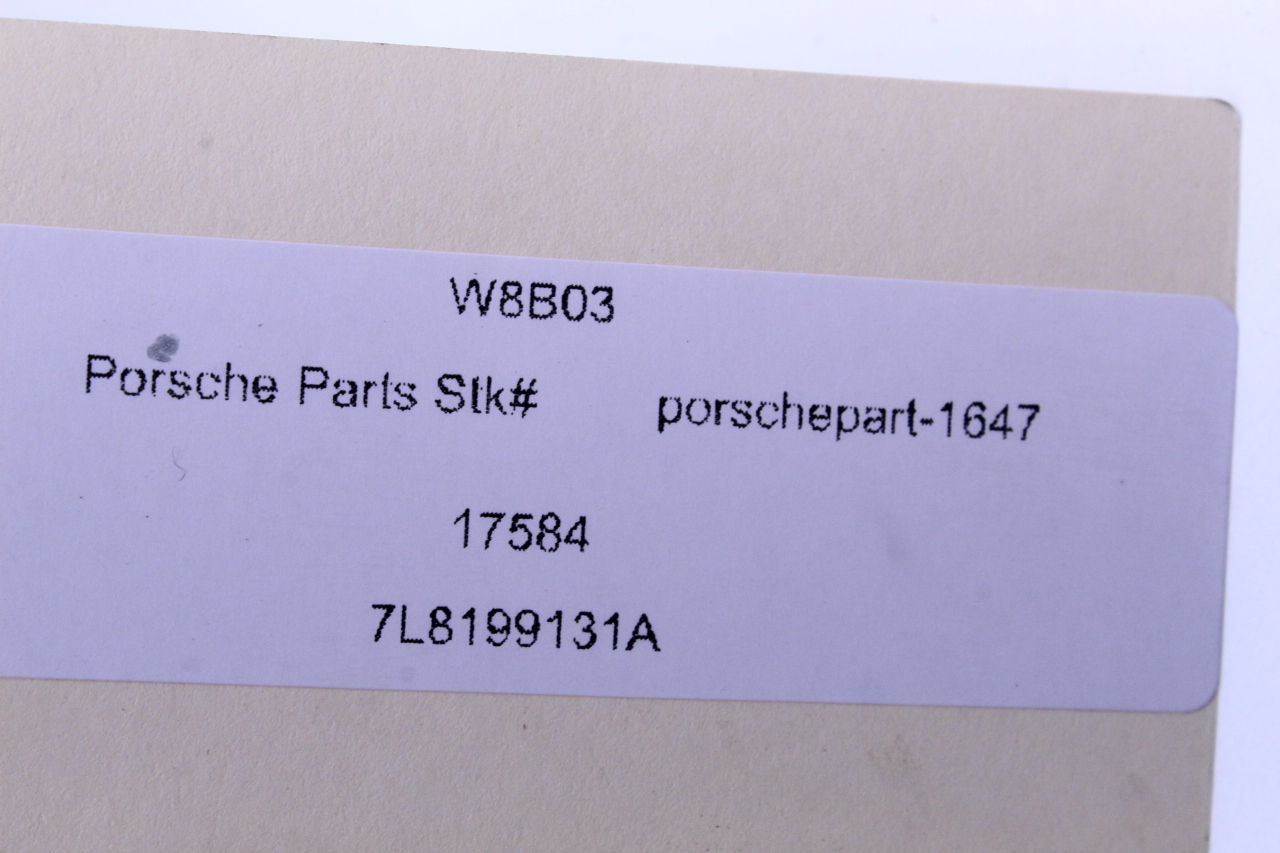 W8B03
Porsche Parts Stk# porschepart-1647
17584
7L8199131A